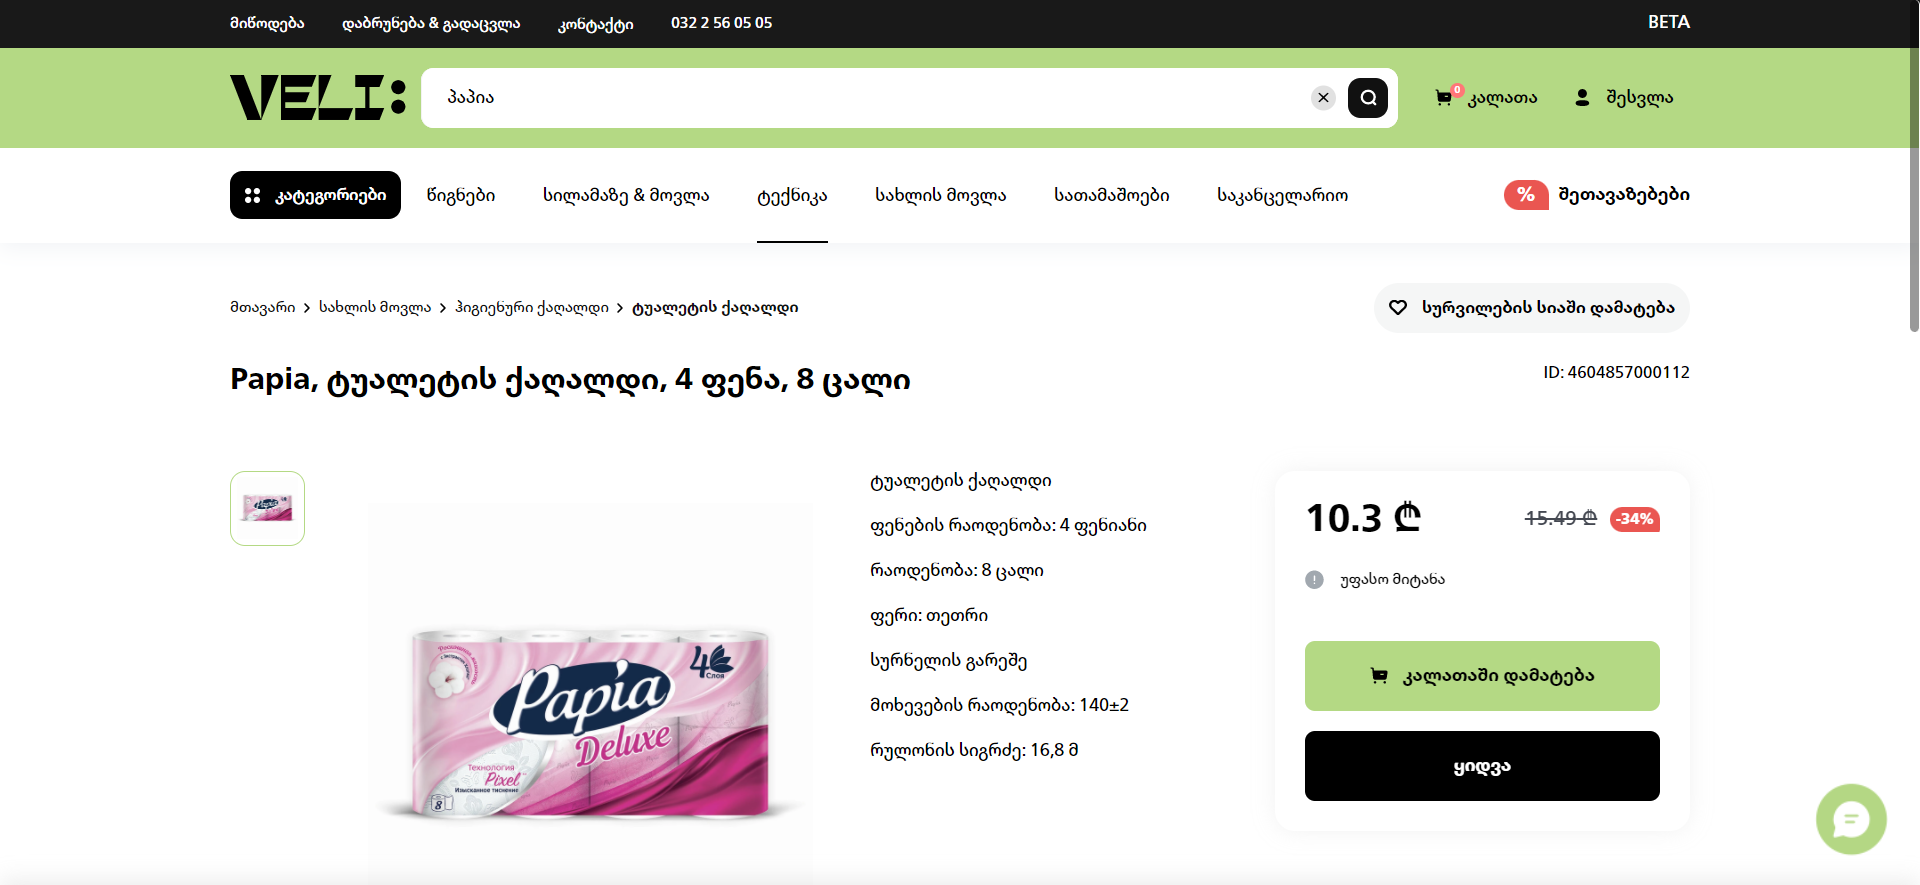 მიწოდება დაბრუნება & გადაცვლა კონტაქტი 032 2 56 05 05 BETA
VELI:
პაპია
0 კალათა შესვლა
კატეგორიები წიგნები სილამაზე & მოვლა ტექნიკა სახლის მოვლა სათამაშოები საკანცელარიო % შეთავაზებები
მთავარი > სახლის მოვლა > ჰიგიენური ქაღალდი > ტუალეტის ქაღალდი
სურვილების სიაში დამატება
Papia, ტუალეტის ქაღალდი, 4 ფენა, 8 ცალი
ID: 4604857000112
ტუალეტის ქაღალდი
ფენების რაოდენობა: 4 ფენიანი
რაოდენობა: 8 ცალი
ფერი: თეთრი
სურნელის გარეშე
მოხევების რაოდენობა: 140±2
რულონის სიგრძე: 16,8 მ
10.3 ₾ 15.49 ₾ -34%
უფასო მიტანა
კალათაში დამატება
ყიდვა
4
Слоя
Papia
Deluxe
Технология
Pixel
Изысканное тиснение
8